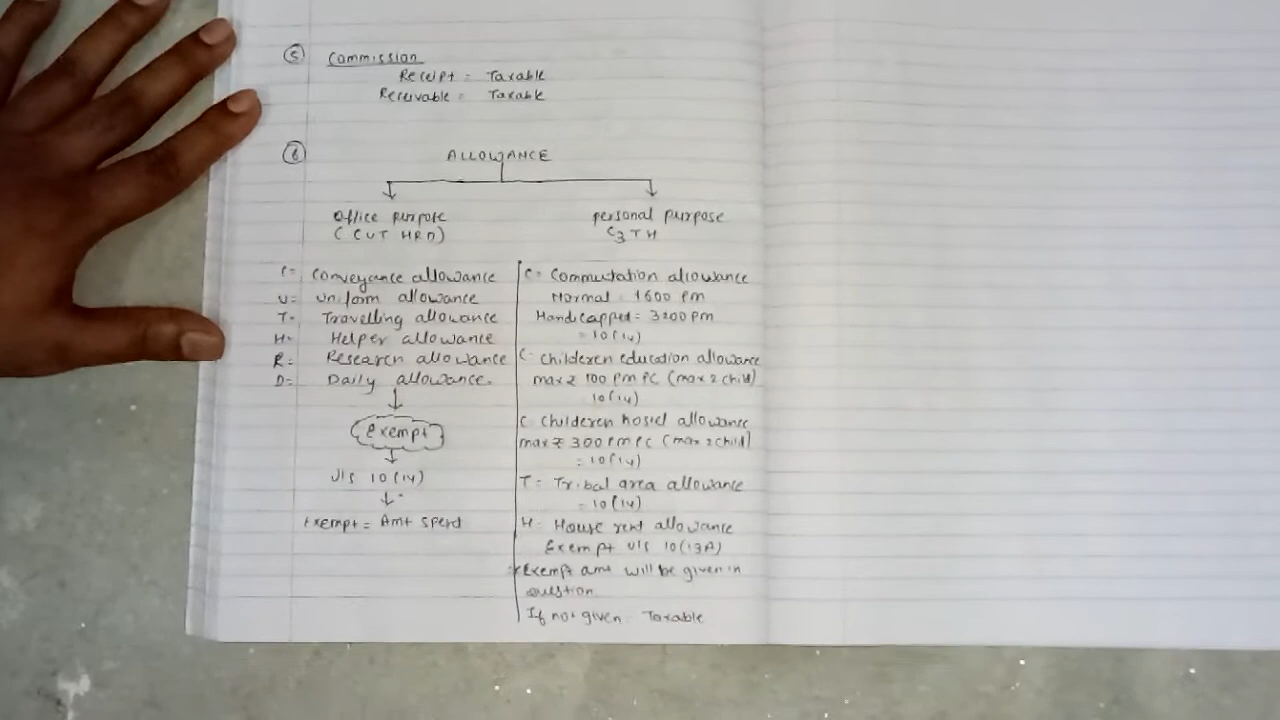 5 Commission
Receipt = Taxable
Receivable = Taxable
6 ALLOWANCE
Office purpose
(CUT HRD)
personal purpose
C3 T H
C = Conveyance allowance
U = Uniform allowance
T = Travelling allowance
H = Helper allowance
R = Research allowance
D = Daily allowance.
Exempt
U/S 10(14)
Exempt = Amt spend
C = Commutation allowance
Normal = 1600 pm
Handicapped = 3200 pm
= 10(14)
C = Childeren education allowance
max ₹ 100 pm pc (max 2 child)
10(14)
C = Childeren hostel allowance
max ₹ 300 pm pc (max 2 child)
= 10(14)
T = Tribal area allowance
= 10(14)
H = House rent allowance
Exempt U/S 10(13A)
Exempt amt will be given in
question
If not given = Taxable